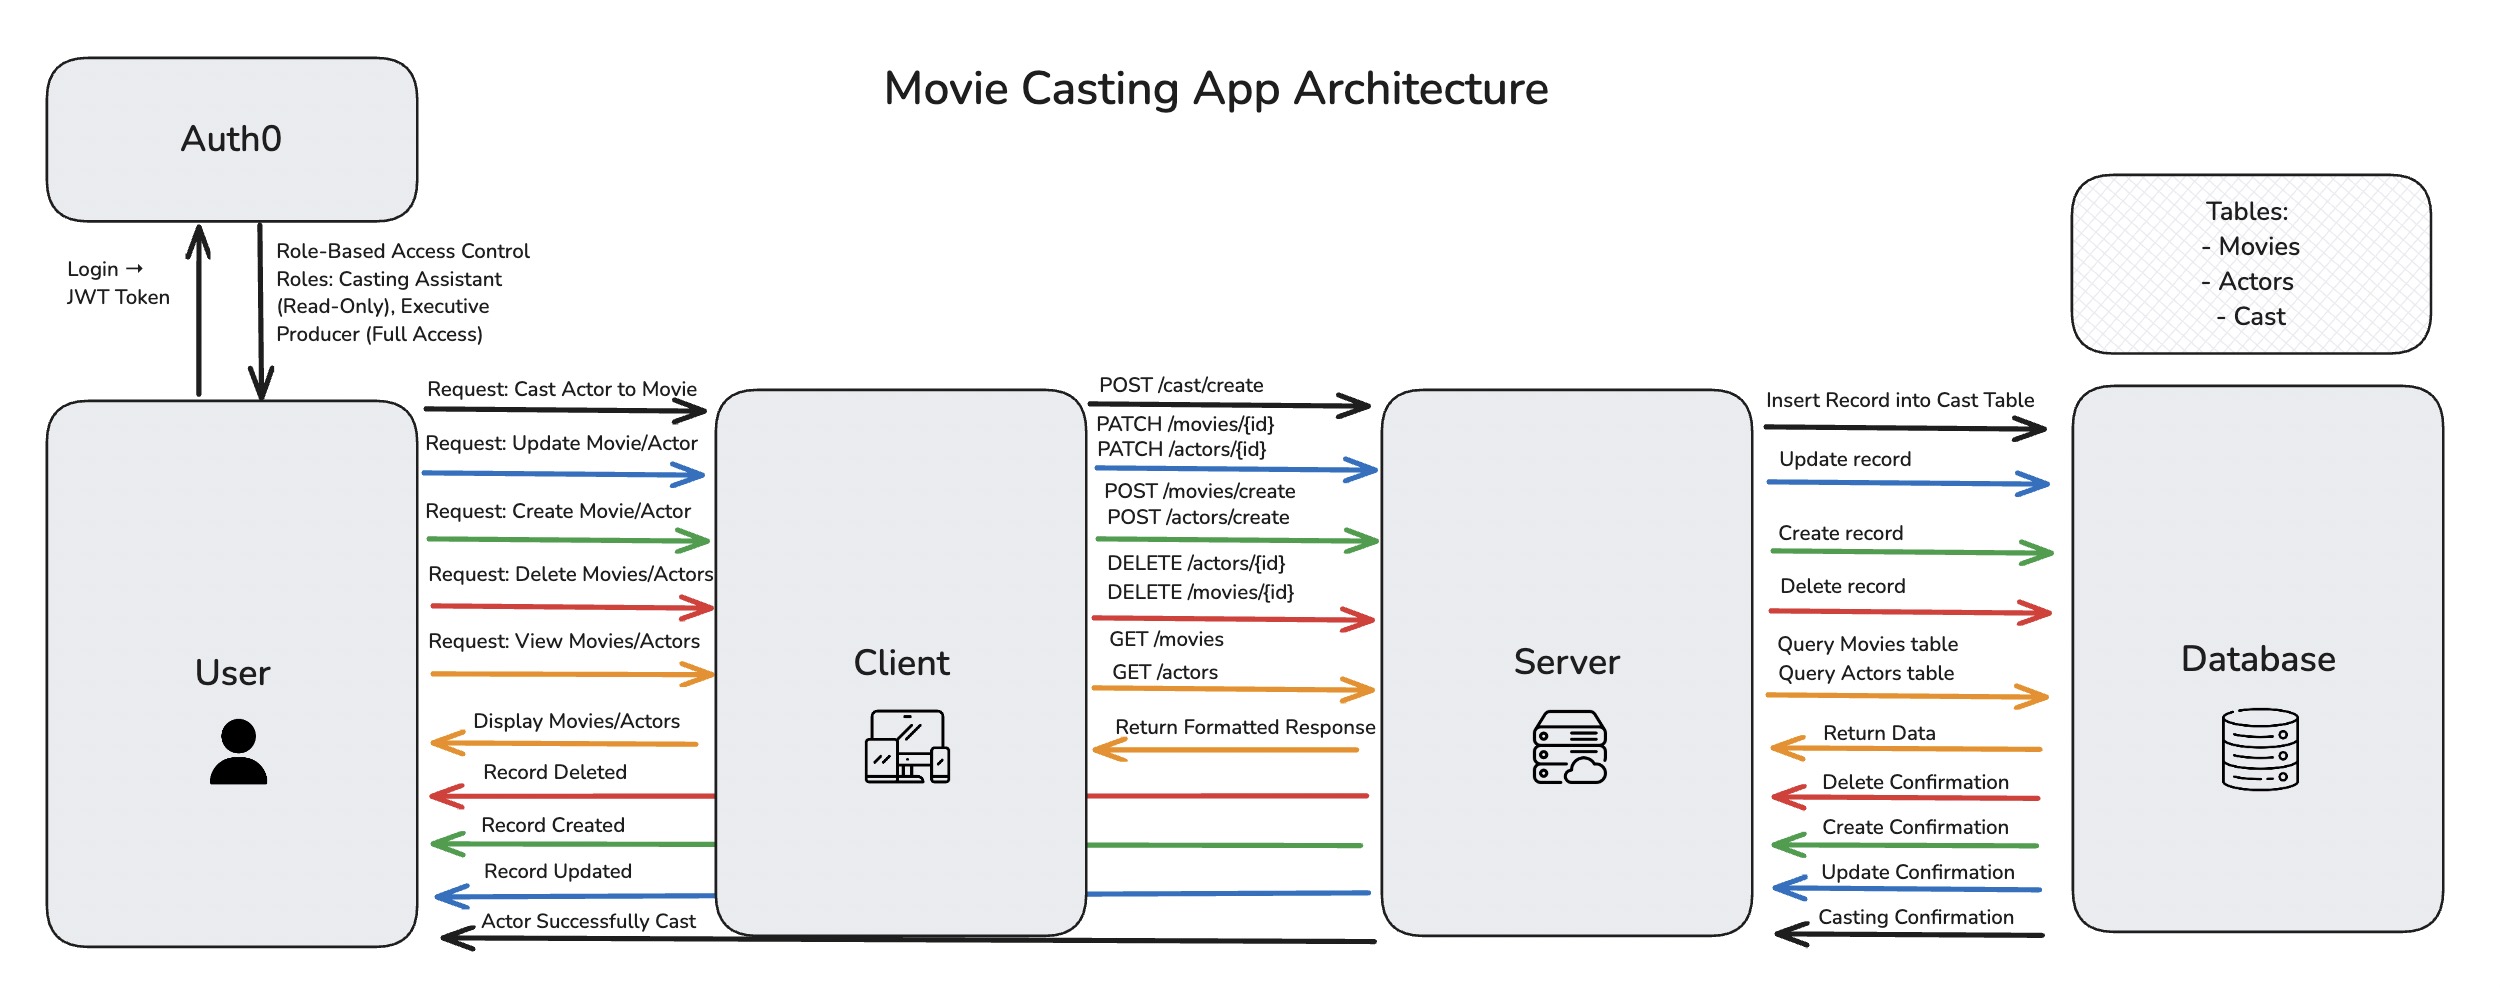 Movie Casting App Architecture
Auth0
Login →
JWT Token
Role-Based Access Control
Roles: Casting Assistant
(Read-Only), Executive
Producer (Full Access)
Tables:
- Movies
- Actors
- Cast
User
Request: Cast Actor to Movie
Request: Update Movie/Actor
Request: Create Movie/Actor
Request: Delete Movies/Actors
Request: View Movies/Actors
Display Movies/Actors
Record Deleted
Record Created
Record Updated
Actor Successfully Cast
Client
POST /cast/create
PATCH /movies/{id}
PATCH /actors/{id}
POST /movies/create
POST /actors/create
DELETE /actors/{id}
DELETE /movies/{id}
GET /movies
GET /actors
Return Formatted Response
Server
Insert Record into Cast Table
Update record
Create record
Delete record
Query Movies table
Query Actors table
Return Data
Delete Confirmation
Create Confirmation
Update Confirmation
Casting Confirmation
Database